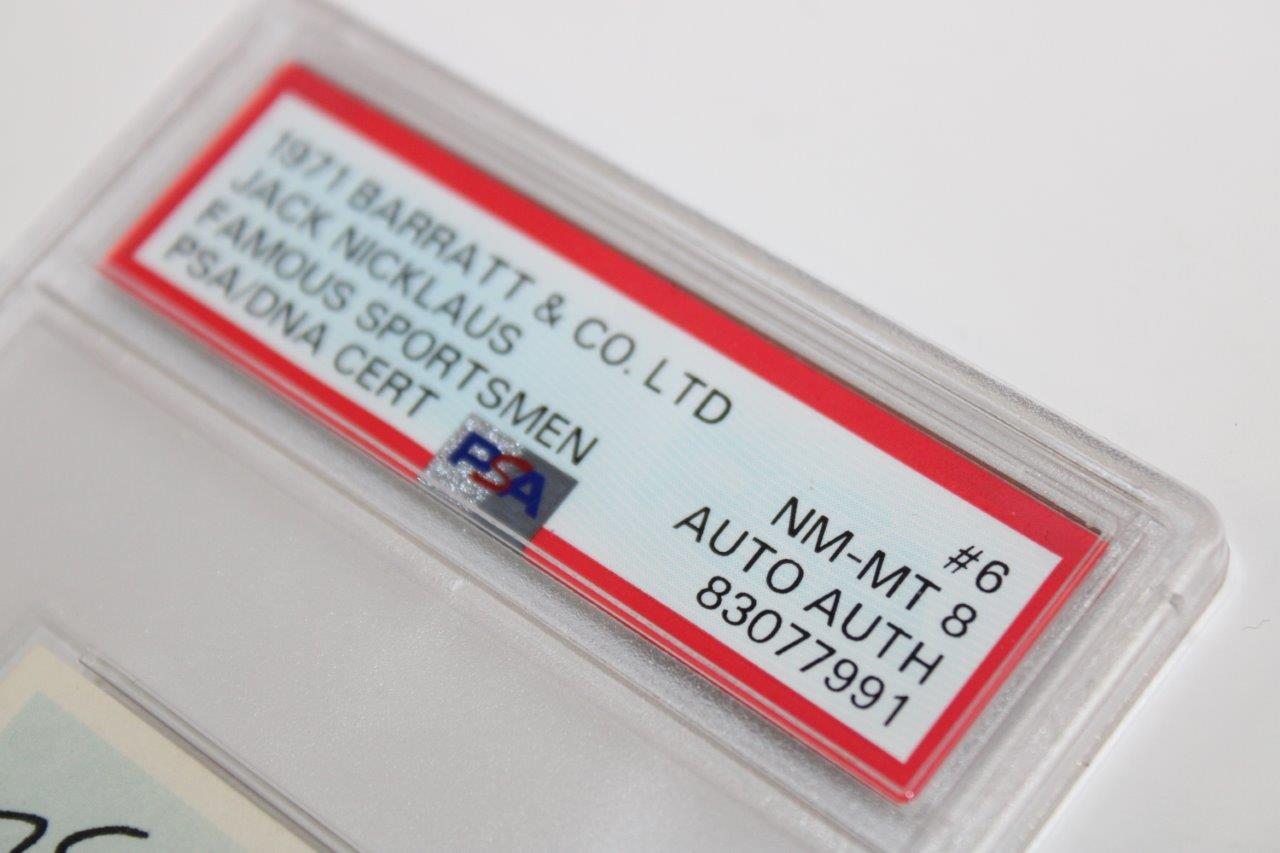 1971 BARRATT & CO. LTD
JACK NICKLAUS
FAMOUS SPORTSMEN
PSA/DNA CERT
PSA
#6
NM-MT 8
AUTO AUTH
83077991